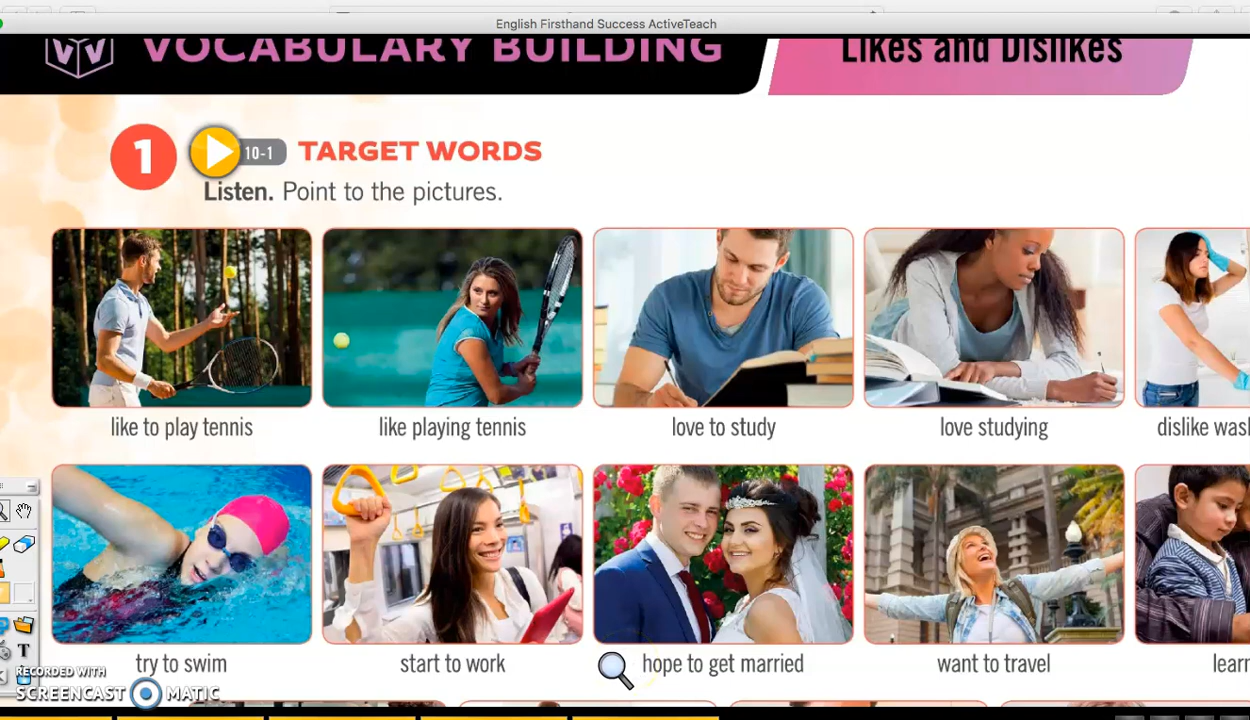 English Firsthand Success ActiveTeach
VOCABULARY BUILDING
Likes and Dislikes
1
10-1 TARGET WORDS
Listen. Point to the pictures.
like to play tennis
like playing tennis
love to study
love studying
dislike
try to swim
start to work
hope to get married
want to travel
T
RECORDED WITH
SCREENCAST MATIC